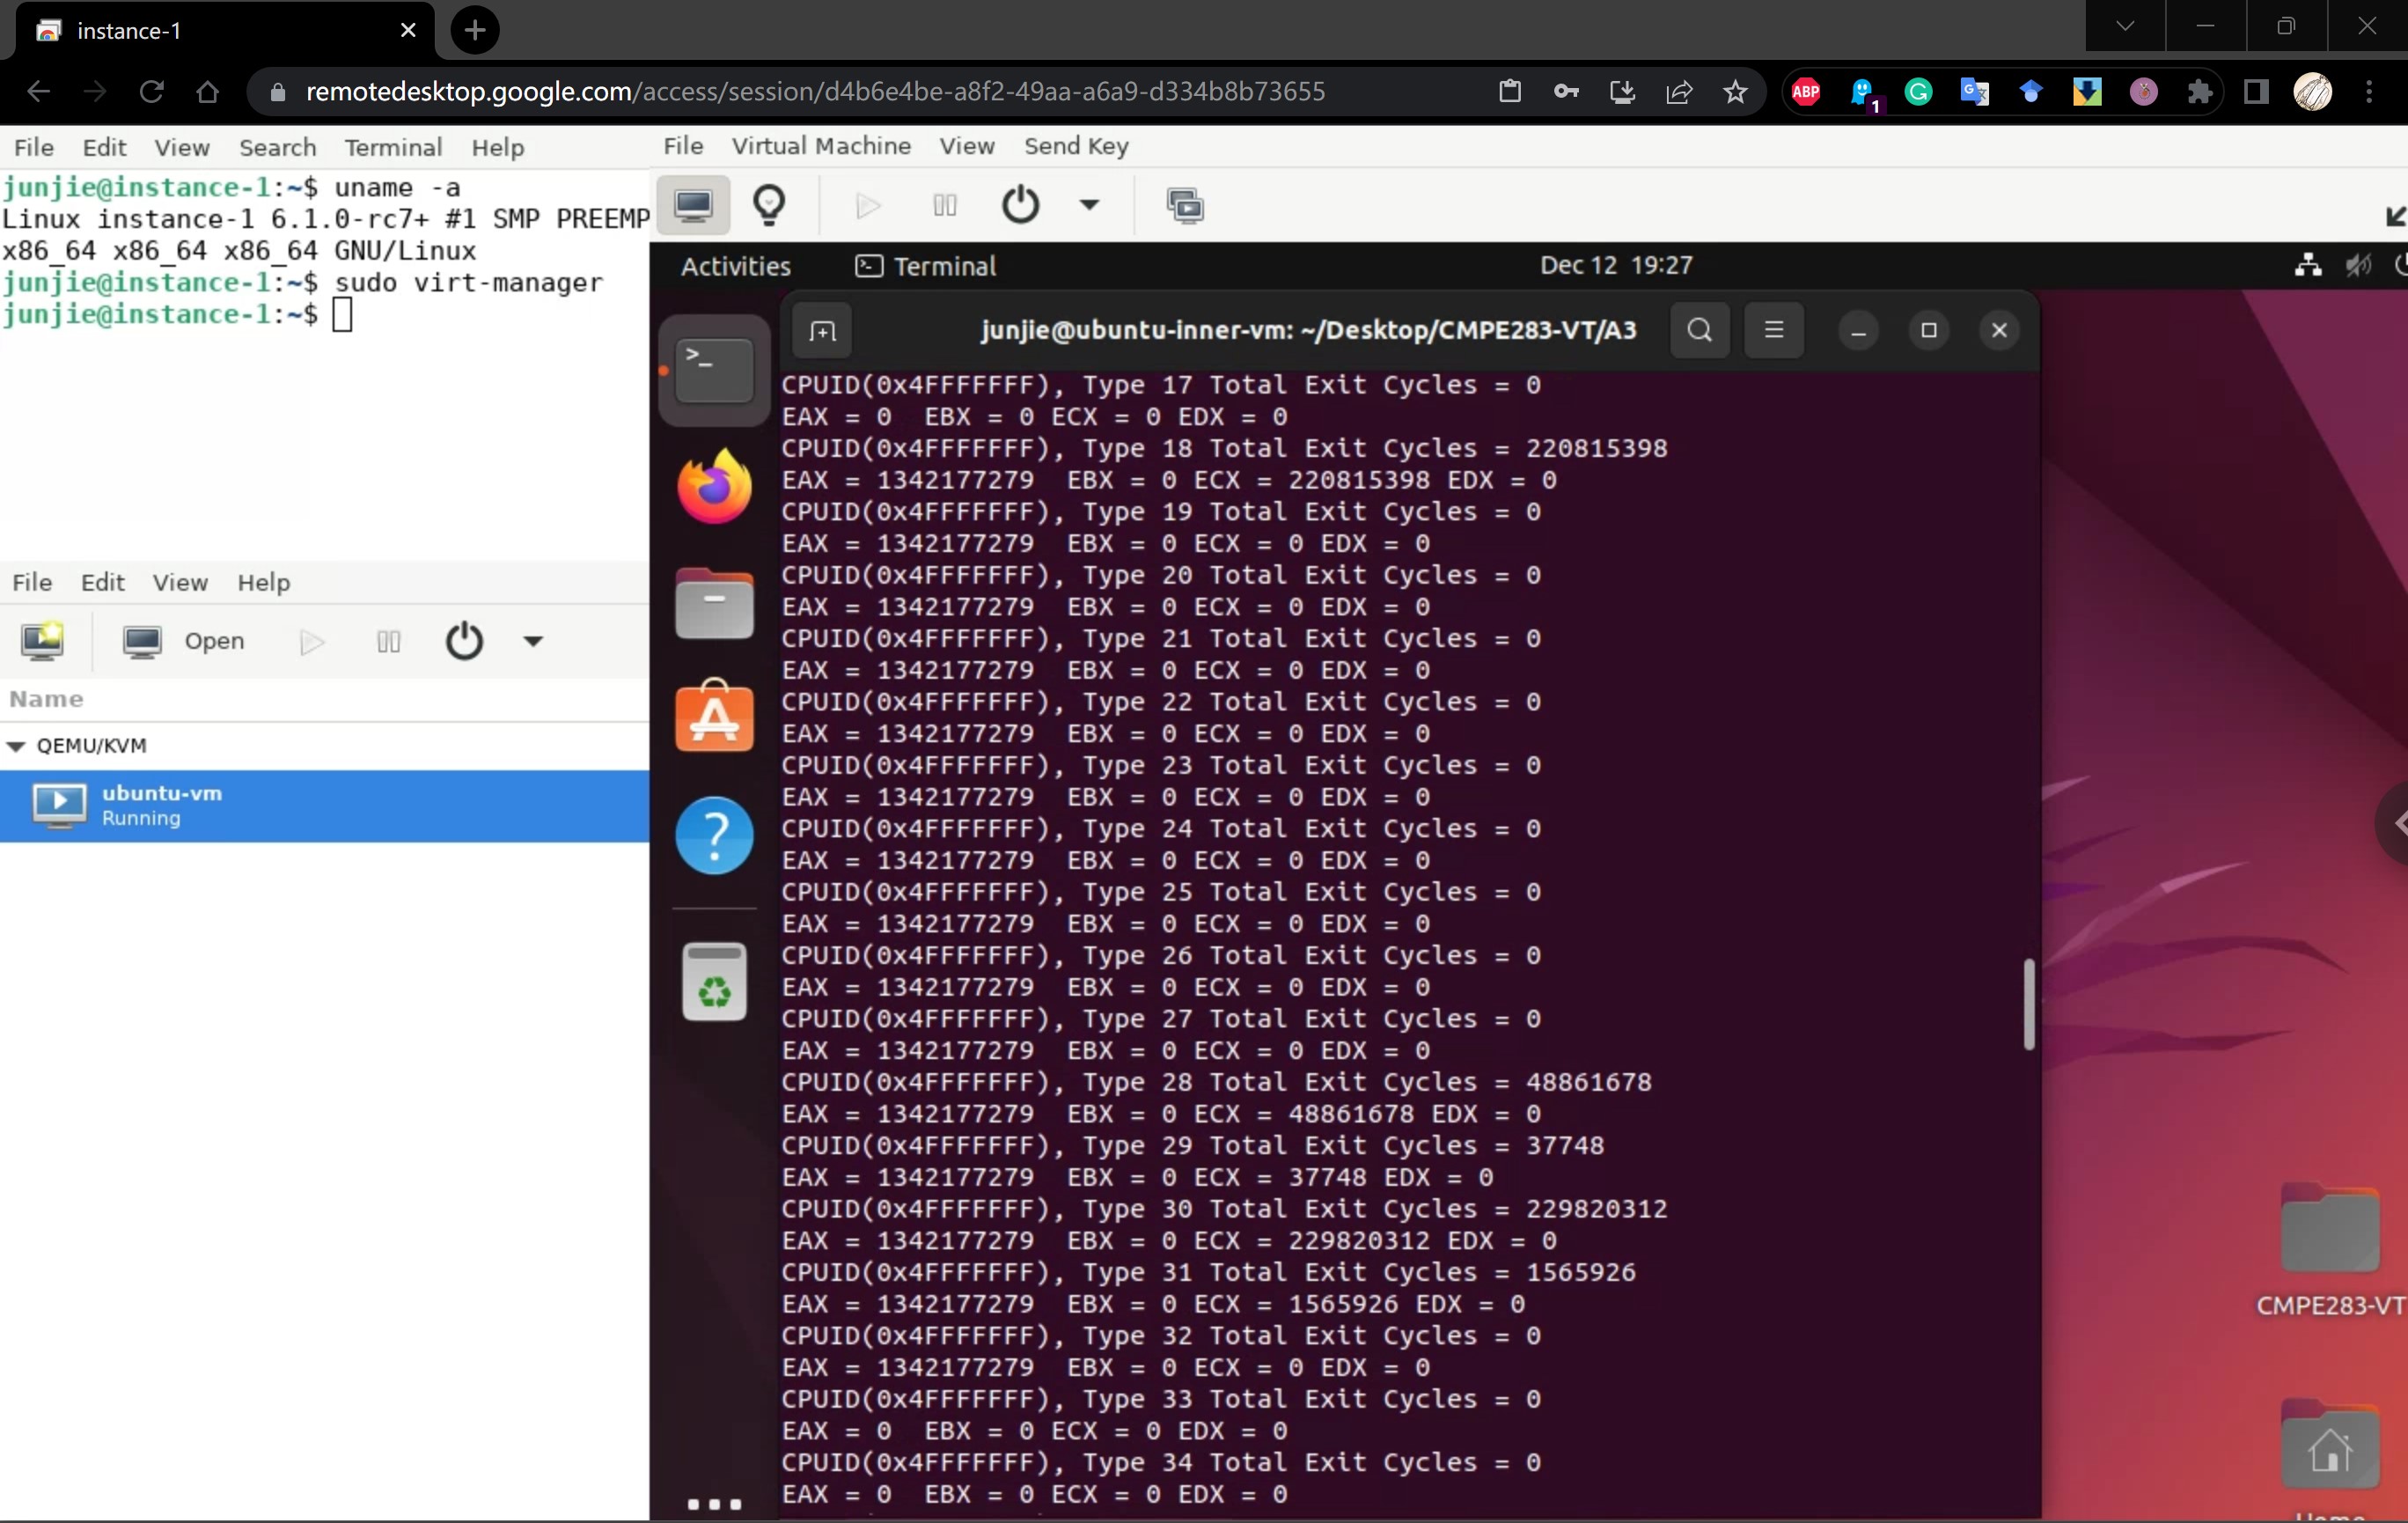 instance-1
remotedesktop.google.com/access/session/d4b6e4be-a8f2-49aa-a6a9-d334b8b73655
ABP
1
File Edit View Search Terminal Help
junjie@instance-1:~$ uname -a
Linux instance-1 6.1.0-rc7+ #1 SMP PREEMP
x86_64 x86_64 x86_64 GNU/Linux
junjie@instance-1:~$ sudo virt-manager
junjie@instance-1:~$
File Edit View Help
Open
Name
QEMU/KVM
ubuntu-vm
Running
File Virtual Machine View Send Key
Activities Terminal Dec 12 19:27
junjie@ubuntu-inner-vm: ~/Desktop/CMPE283-VT/A3
CPUID(0x4FFFFFFF), Type 17 Total Exit Cycles = 0
EAX = 0 EBX = 0 ECX = 0 EDX = 0
CPUID(0x4FFFFFFF), Type 18 Total Exit Cycles = 220815398
EAX = 1342177279 EBX = 0 ECX = 220815398 EDX = 0
CPUID(0x4FFFFFFF), Type 19 Total Exit Cycles = 0
EAX = 1342177279 EBX = 0 ECX = 0 EDX = 0
CPUID(0x4FFFFFFF), Type 20 Total Exit Cycles = 0
EAX = 1342177279 EBX = 0 ECX = 0 EDX = 0
CPUID(0x4FFFFFFF), Type 21 Total Exit Cycles = 0
EAX = 1342177279 EBX = 0 ECX = 0 EDX = 0
CPUID(0x4FFFFFFF), Type 22 Total Exit Cycles = 0
EAX = 1342177279 EBX = 0 ECX = 0 EDX = 0
CPUID(0x4FFFFFFF), Type 23 Total Exit Cycles = 0
EAX = 1342177279 EBX = 0 ECX = 0 EDX = 0
CPUID(0x4FFFFFFF), Type 24 Total Exit Cycles = 0
EAX = 1342177279 EBX = 0 ECX = 0 EDX = 0
CPUID(0x4FFFFFFF), Type 25 Total Exit Cycles = 0
EAX = 1342177279 EBX = 0 ECX = 0 EDX = 0
CPUID(0x4FFFFFFF), Type 26 Total Exit Cycles = 0
EAX = 1342177279 EBX = 0 ECX = 0 EDX = 0
CPUID(0x4FFFFFFF), Type 27 Total Exit Cycles = 0
EAX = 1342177279 EBX = 0 ECX = 0 EDX = 0
CPUID(0x4FFFFFFF), Type 28 Total Exit Cycles = 48861678
EAX = 1342177279 EBX = 0 ECX = 48861678 EDX = 0
CPUID(0x4FFFFFFF), Type 29 Total Exit Cycles = 37748
EAX = 1342177279 EBX = 0 ECX = 37748 EDX = 0
CPUID(0x4FFFFFFF), Type 30 Total Exit Cycles = 229820312
EAX = 1342177279 EBX = 0 ECX = 229820312 EDX = 0
CPUID(0x4FFFFFFF), Type 31 Total Exit Cycles = 1565926
EAX = 1342177279 EBX = 0 ECX = 1565926 EDX = 0
CPUID(0x4FFFFFFF), Type 32 Total Exit Cycles = 0
EAX = 1342177279 EBX = 0 ECX = 0 EDX = 0
CPUID(0x4FFFFFFF), Type 33 Total Exit Cycles = 0
EAX = 0 EBX = 0 ECX = 0 EDX = 0
CPUID(0x4FFFFFFF), Type 34 Total Exit Cycles = 0
EAX = 0 EBX = 0 ECX = 0 EDX = 0
CMPE283-VT